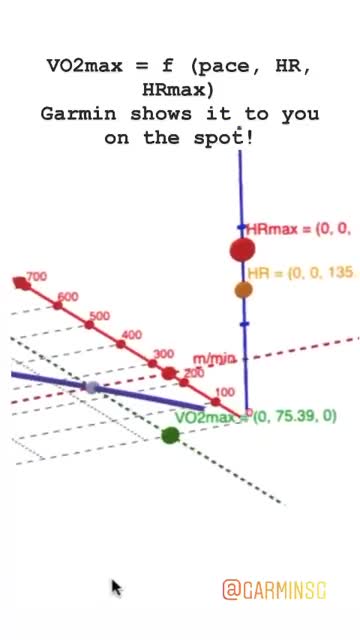 VO2max = f (pace, HR,
HRmax)
Garmin shows it to you
on the spot!
HRmax = (0, 0,
HR = (0, 0, 135
700
600
500
400
300
m/min
200
100
0
VO2max = (0, 75.39, 0)
@GARMINSG